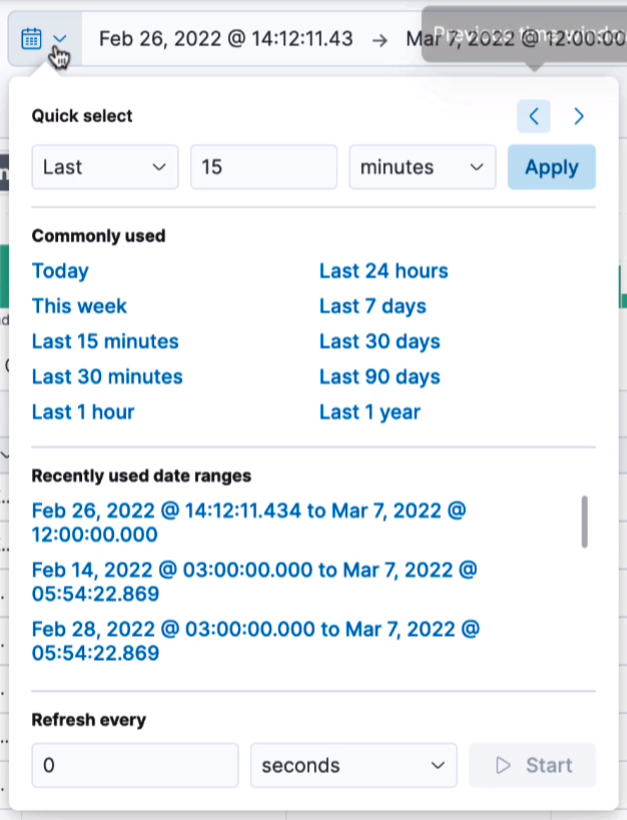 Feb 26, 2022 @ 14:12:11.43 → Mar 7, 2022 @ 12:00:00
Previous time window
Quick select
Last 15 minutes Apply
Commonly used
Today Last 24 hours
This week Last 7 days
Last 15 minutes Last 30 days
Last 30 minutes Last 90 days
Last 1 hour Last 1 year
Recently used date ranges
Feb 26, 2022 @ 14:12:11.434 to Mar 7, 2022 @
12:00:00.000
Feb 14, 2022 @ 03:00:00.000 to Mar 7, 2022 @
05:54:22.869
Feb 28, 2022 @ 03:00:00.000 to Mar 7, 2022 @
05:54:22.869
Refresh every
0 seconds Start